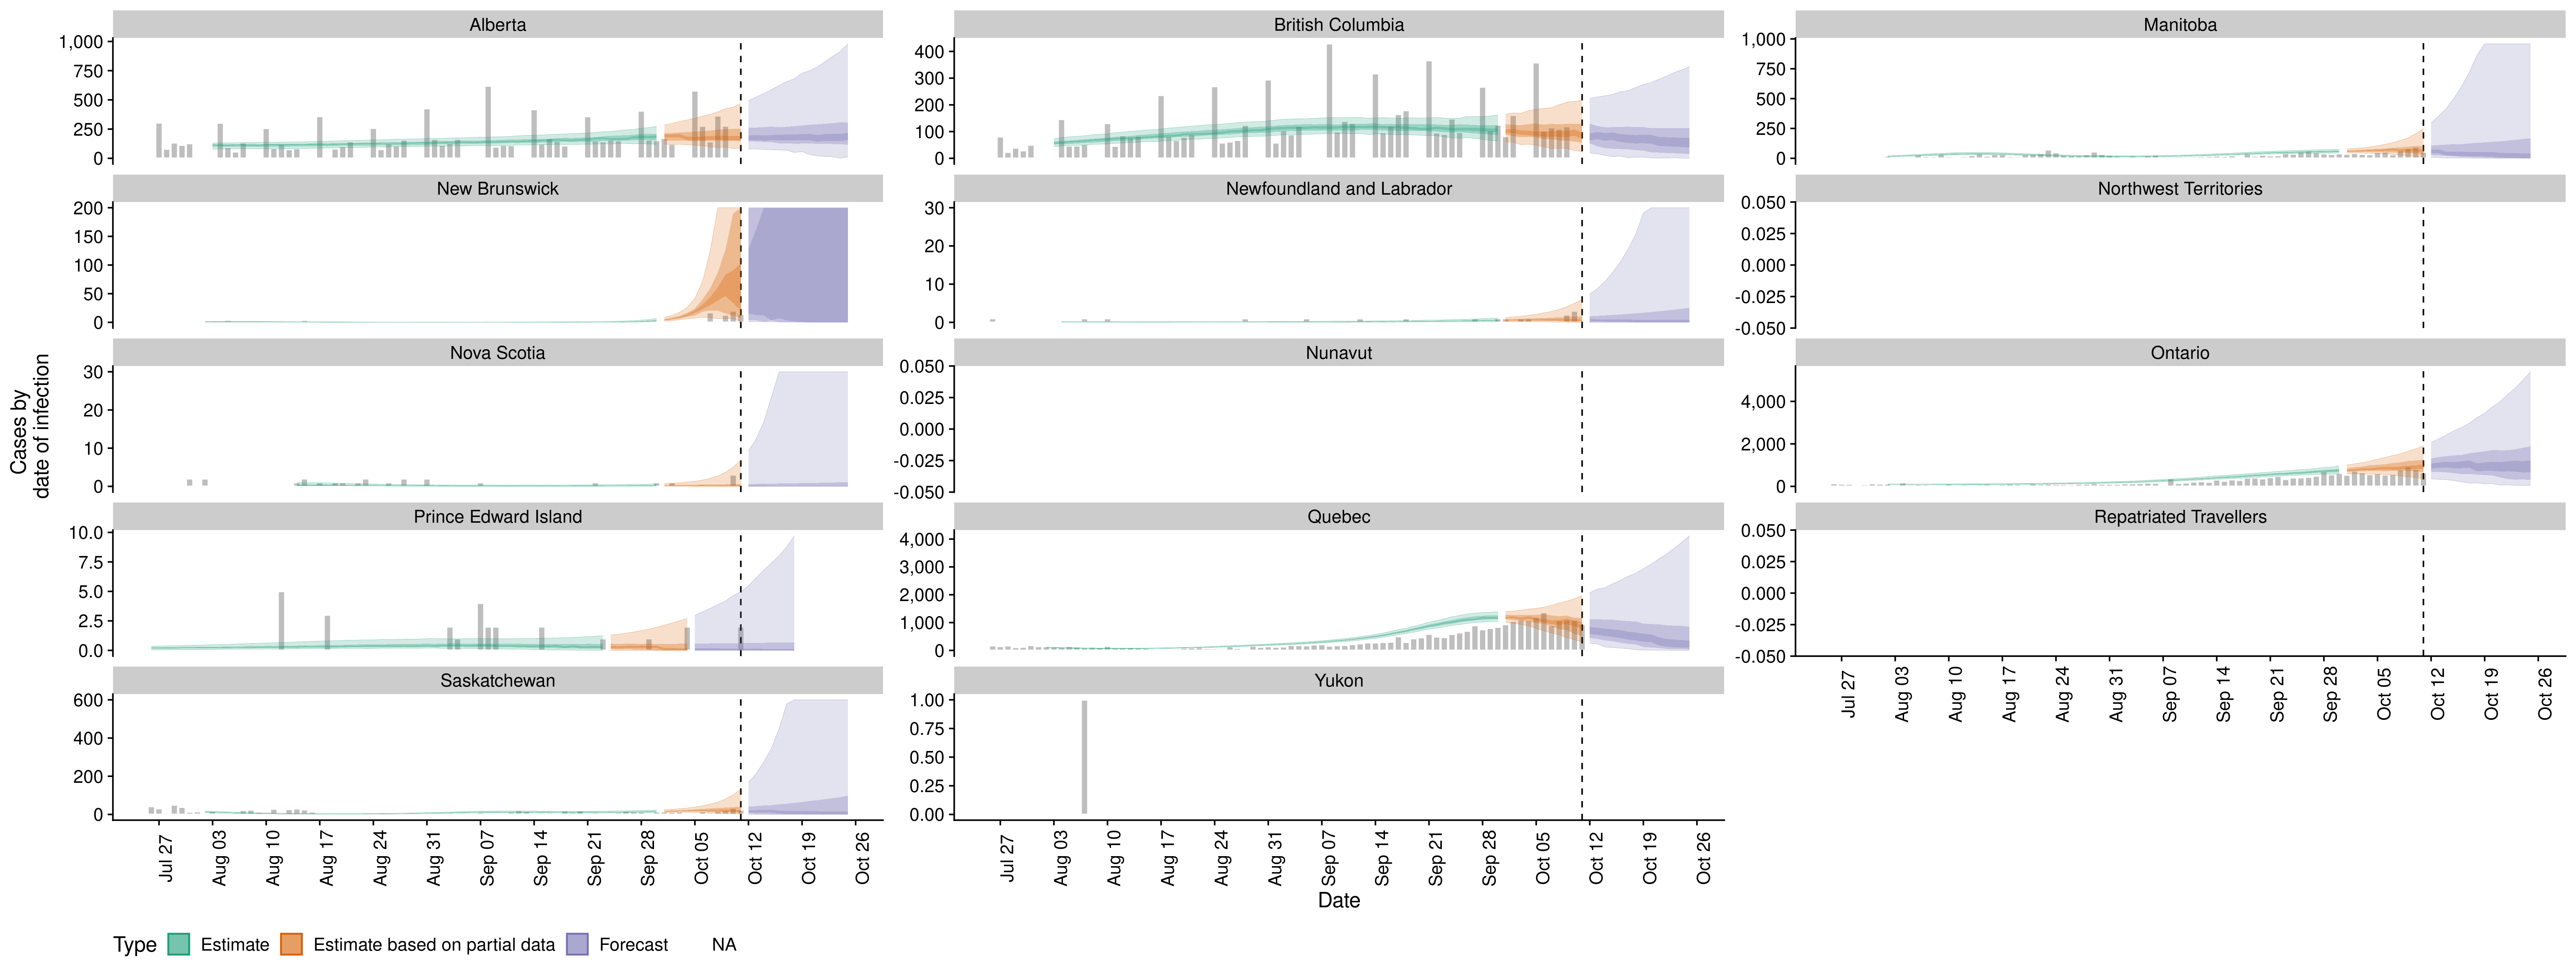 Alberta
British Columbia
Manitoba
1,000
750
500
250
0
400
300
200
100
0
1,000
750
500
250
0
New Brunswick
Newfoundland and Labrador
Northwest Territories
200
150
100
50
0
30
20
10
0
0.050
0.025
0.000
-0.025
-0.050
Nova Scotia
Nunavut
Ontario
30
20
10
0
0.050
0.025
0.000
-0.025
-0.050
4,000
2,000
0
Cases by
date of infection
Prince Edward Island
Quebec
Repatriated Travellers
10.0
7.5
5.0
2.5
0.0
4,000
3,000
2,000
1,000
0
0.050
0.025
0.000
-0.025
-0.050
Jul 27
Aug 03
Aug 10
Aug 17
Aug 24
Aug 31
Sep 07
Sep 14
Sep 21
Sep 28
Oct 05
Oct 12
Oct 19
Oct 26
Saskatchewan
Yukon
600
400
200
0
1.00
0.75
0.50
0.25
0.00
Jul 27
Aug 03
Aug 10
Aug 17
Aug 24
Aug 31
Sep 07
Sep 14
Sep 21
Sep 28
Oct 05
Oct 12
Oct 19
Oct 26
Jul 27
Aug 03
Aug 10
Aug 17
Aug 24
Aug 31
Sep 07
Sep 14
Sep 21
Sep 28
Oct 05
Oct 12
Oct 19
Oct 26
Date
Type Estimate Estimate based on partial data Forecast NA